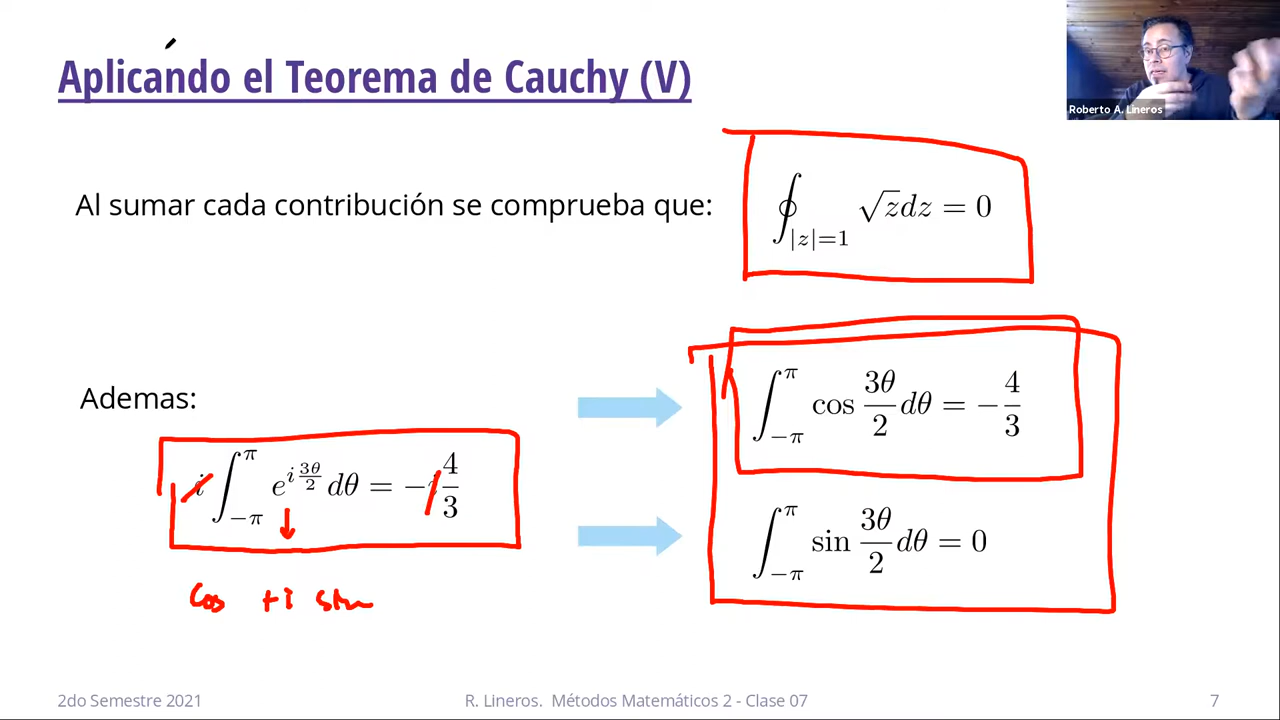 Aplicando el Teorema de Cauchy (V)
Roberto A. Lineros
Al sumar cada contribución se comprueba que: ∮_{|z|=1} √z dz = 0
Ademas:
i ∫_{-π}^{π} e^{i 3θ/2} dθ = -i 4/3
∫_{-π}^{π} cos 3θ/2 dθ = - 4/3
∫_{-π}^{π} sin 3θ/2 dθ = 0
cos + i sin
2do Semestre 2021
R. Lineros. Métodos Matemáticos 2 - Clase 07
7